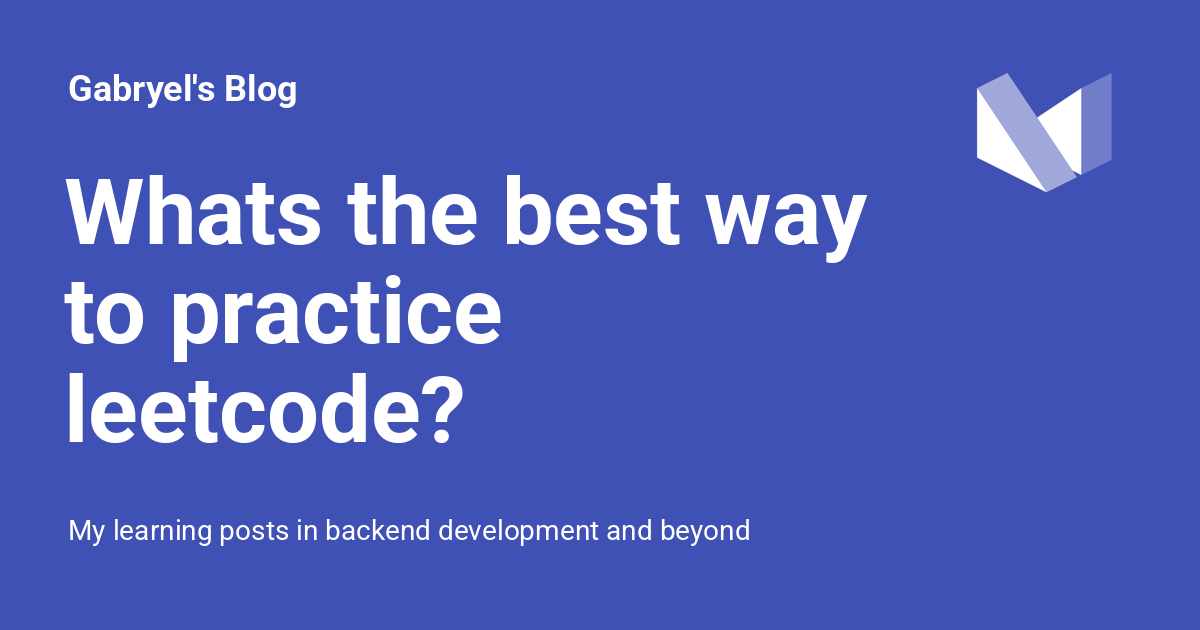 Gabryel's Blog
Whats the best way
to practice
leetcode?
My learning posts in backend development and beyond